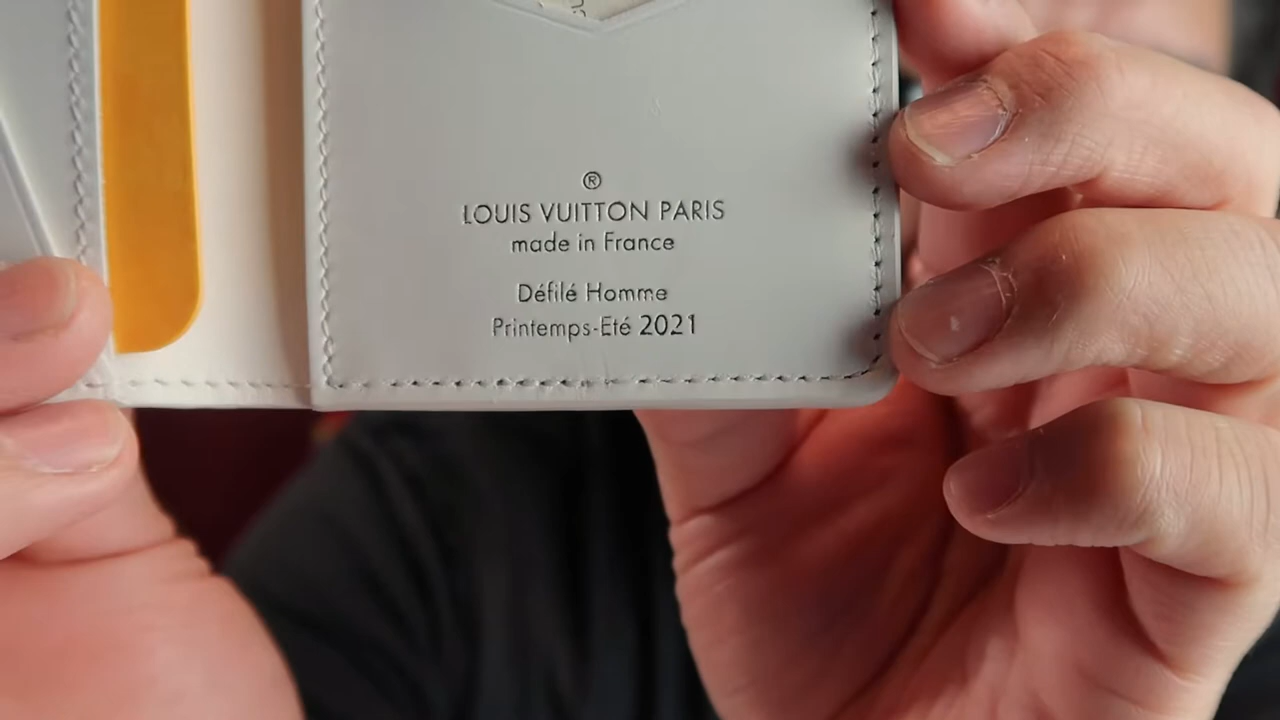 ®
LOUIS VUITTON PARIS
made in France
Défilé Homme
Printemps-Eté 2021